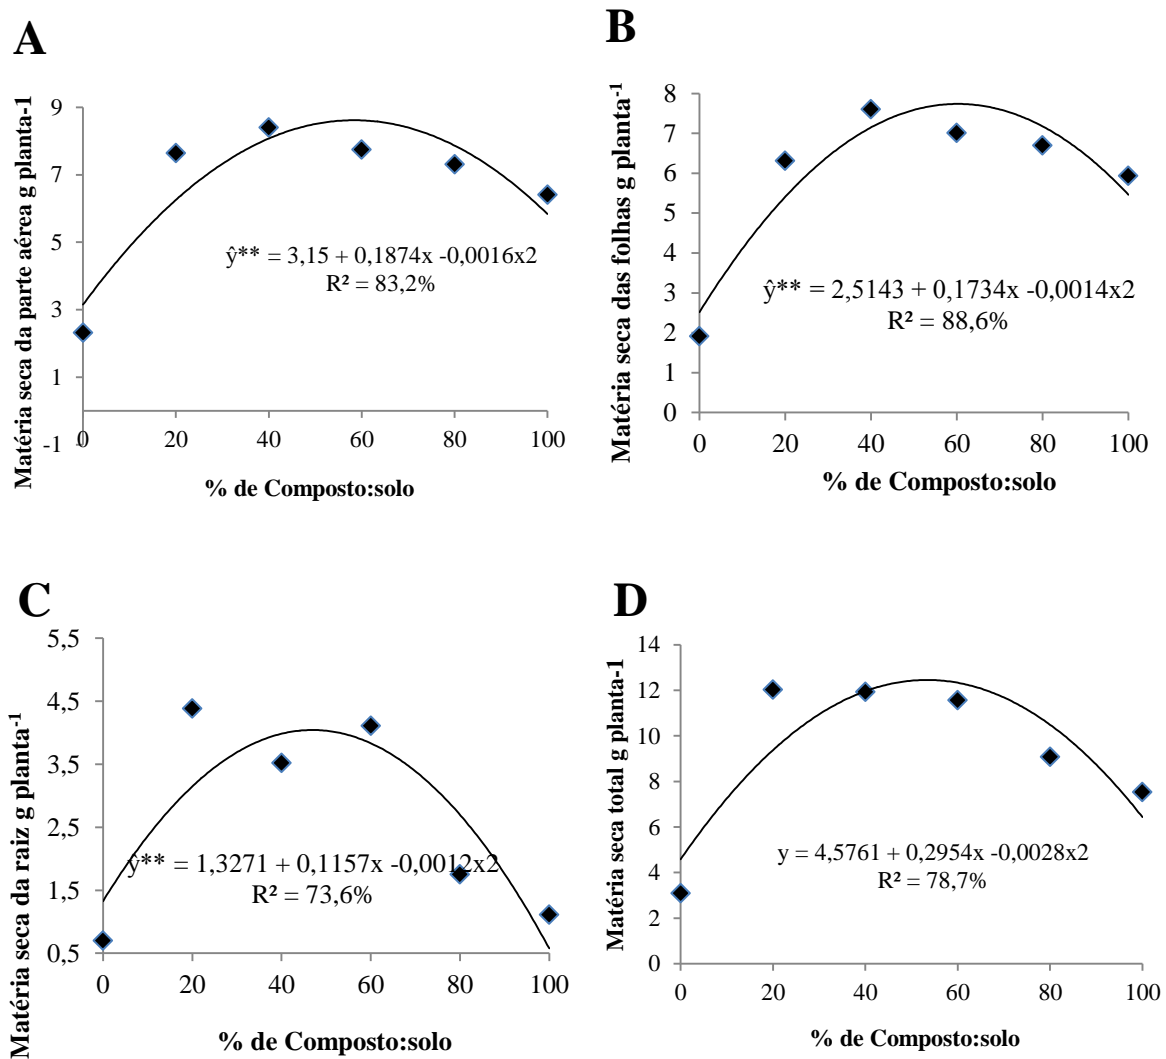 A
Matéria seca da parte aérea g planta-1
9
7
5
3
1
-1
ŷ** = 3,15 + 0,1874x -0,0016x2
R² = 83,2%
0 20 40 60 80 100
% de Composto:solo
B
Matéria seca das folhas g planta⁻¹
8
7
6
5
4
3
2
1
0
ŷ** = 2,5143 + 0,1734x -0,0014x2
R² = 88,6%
0 20 40 60 80 100
% de Composto:solo
C
Matéria seca da raiz g planta⁻¹
5,5
4,5
3,5
2,5
1,5
0,5
ŷ** = 1,3271 + 0,1157x -0,0012x2
R² = 73,6%
0 20 40 60 80 100
% de Composto:solo
D
Matéria seca total g planta-1
14
12
10
8
6
4
2
0
y = 4,5761 + 0,2954x -0,0028x2
R² = 78,7%
0 20 40 60 80 100
% de Composto:solo